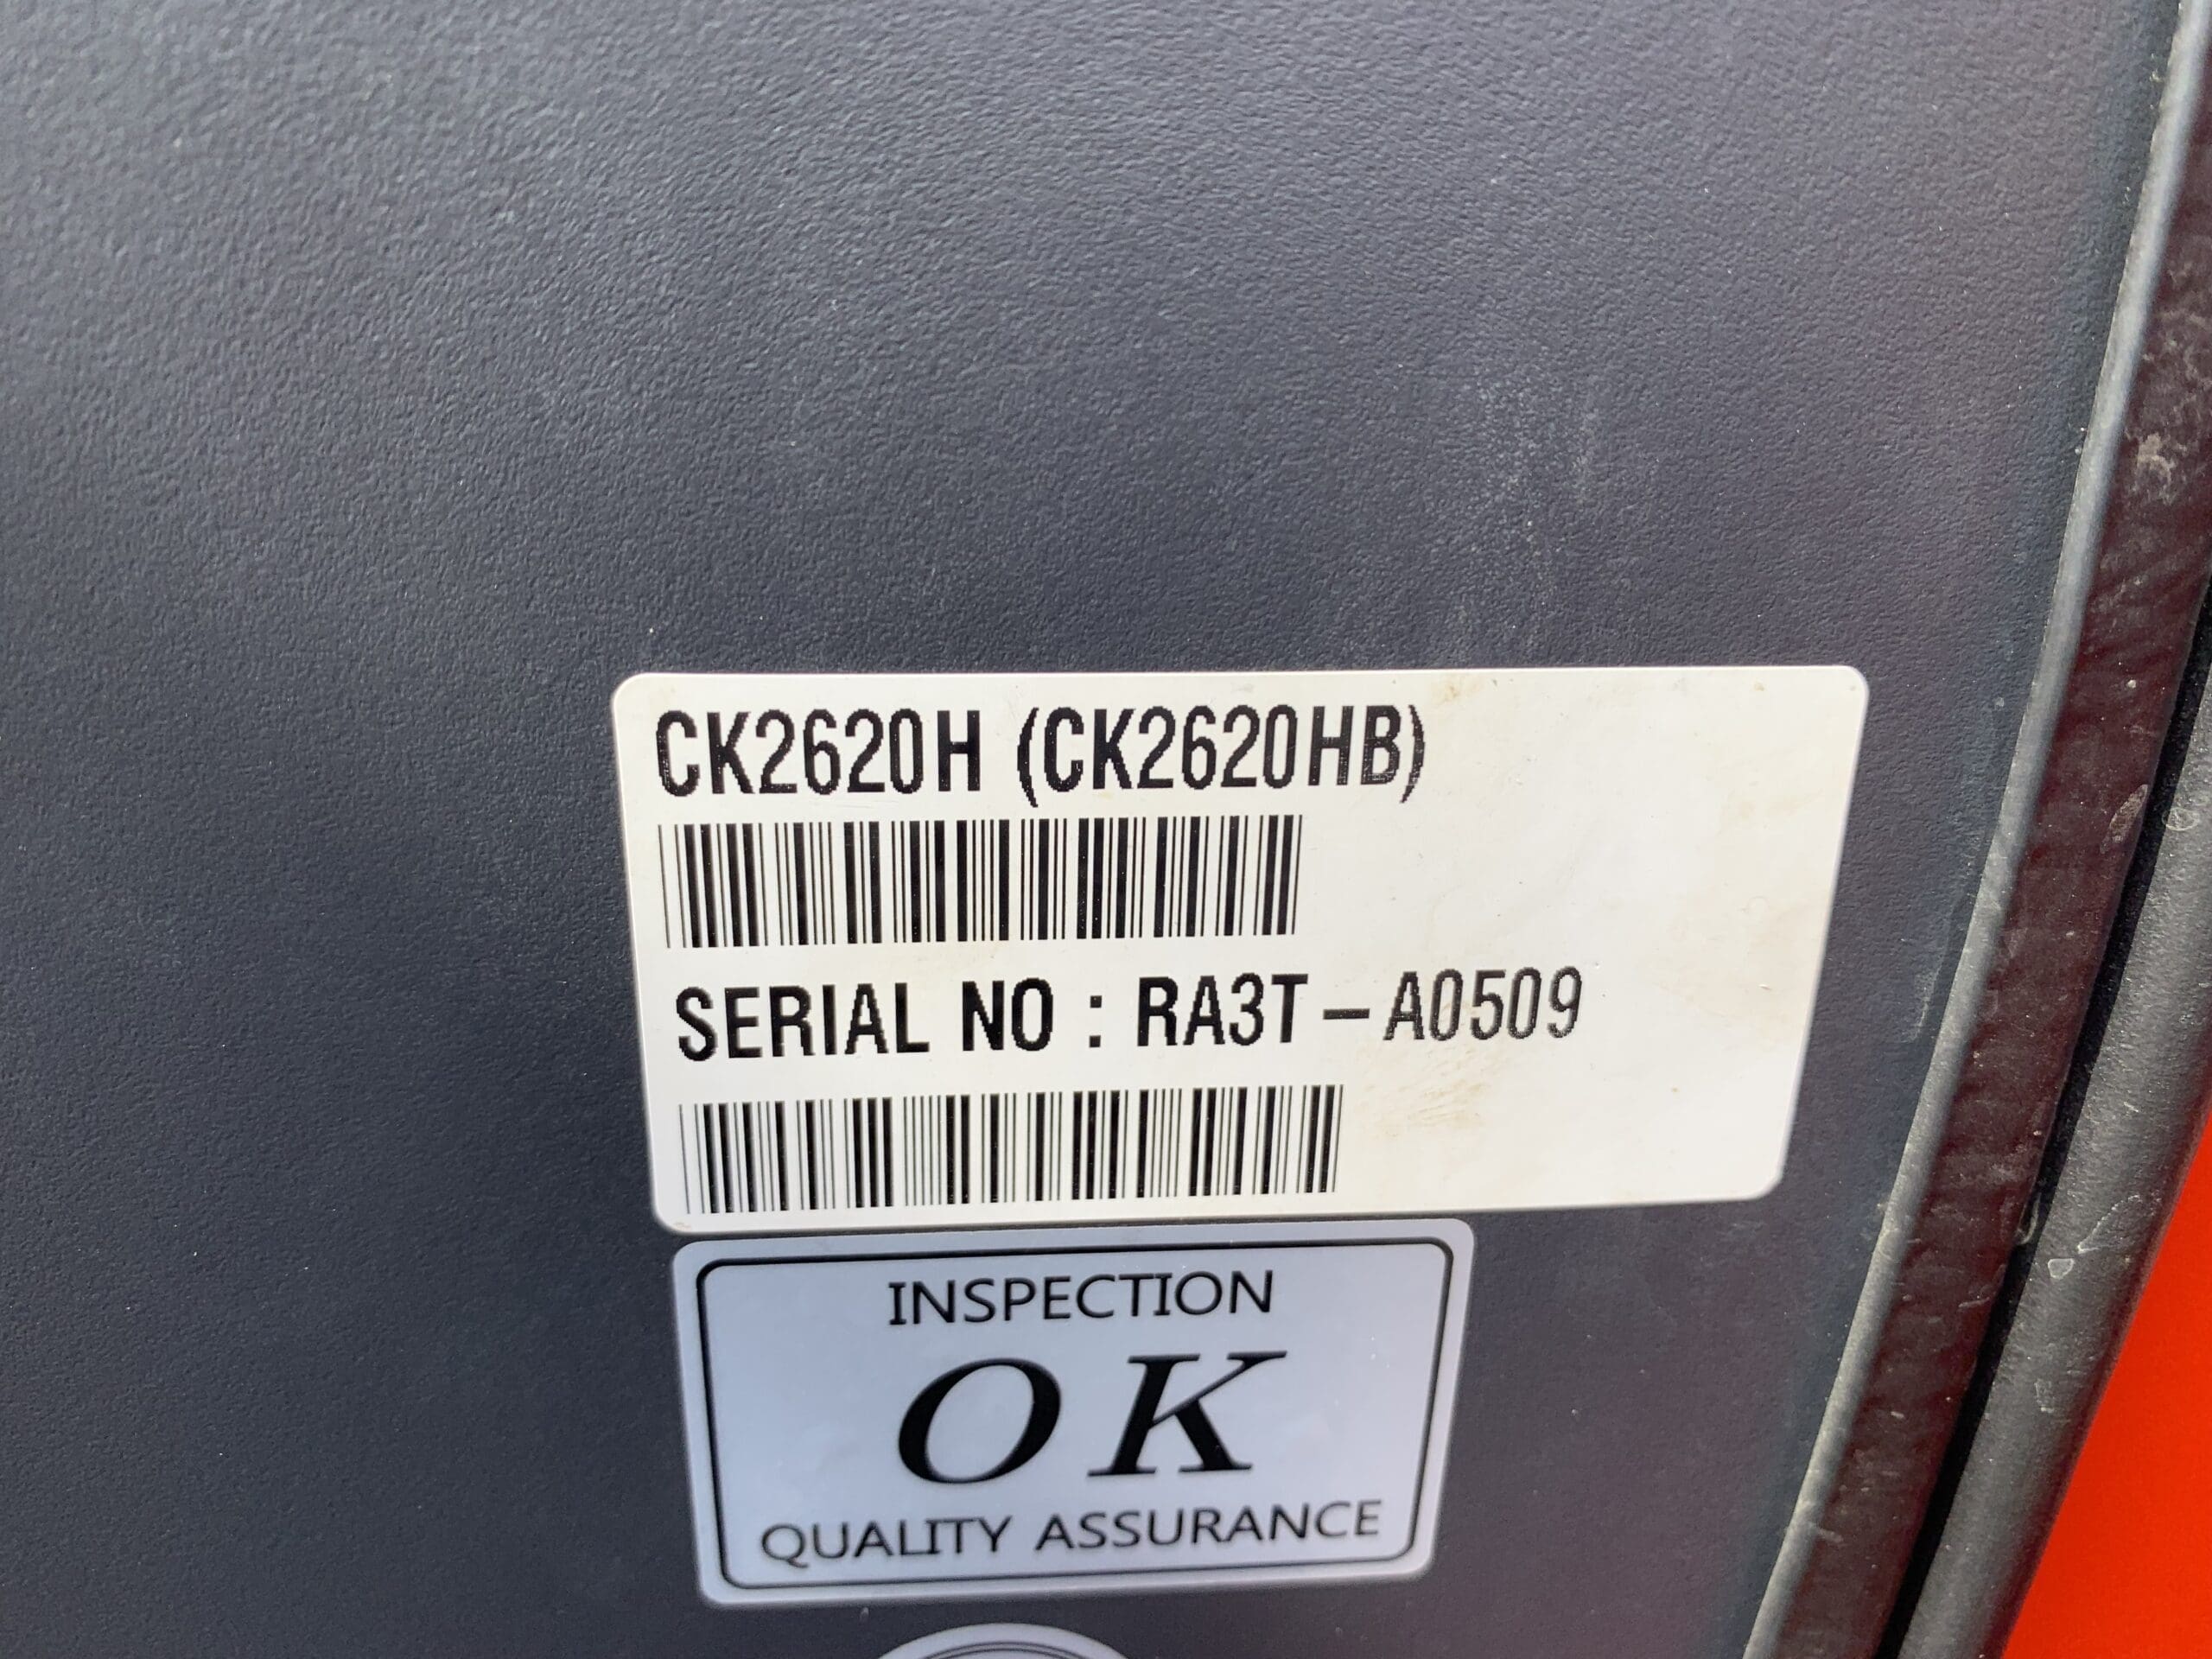 CK2620H (CK2620HB)
SERIAL NO : RA3T-A0509
INSPECTION
OK
QUALITY ASSURANCE